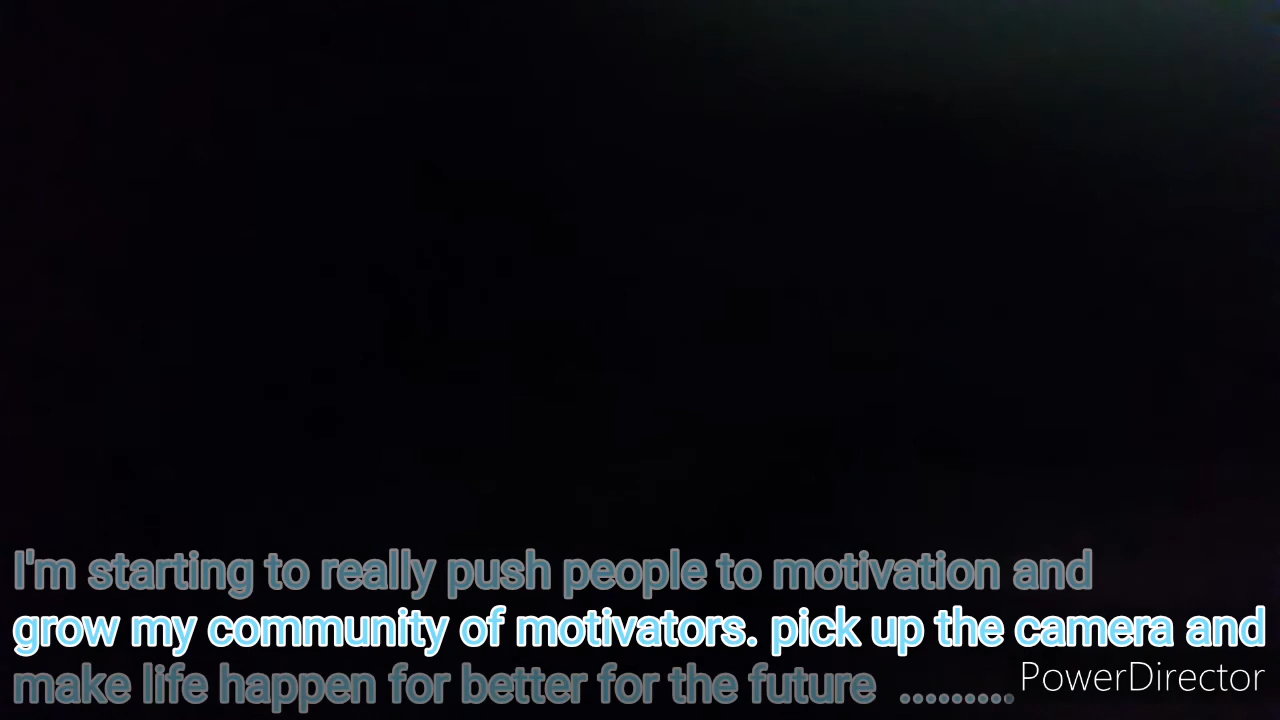 I'm starting to really push people to motivation and
grow my community of motivators. pick up the camera and
make life happen for better for the future .........
PowerDirector